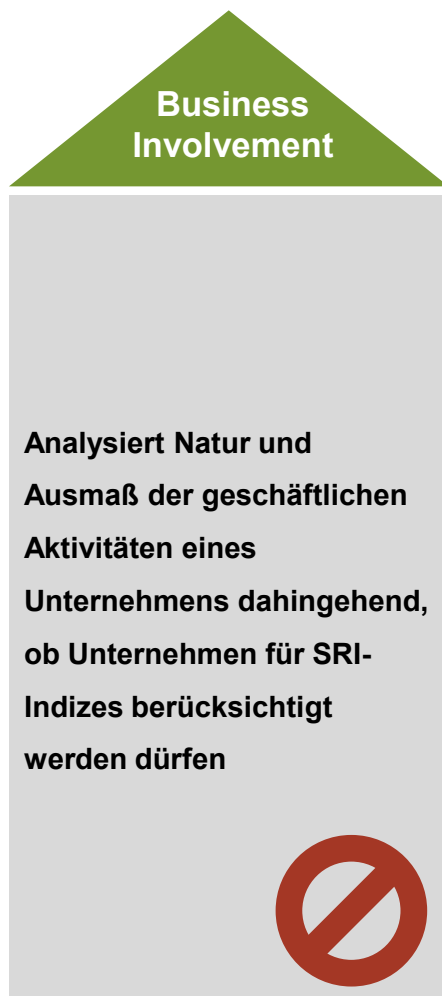 Business
Involvement
Analysiert Natur und
Ausmaß der geschäftlichen
Aktivitäten eines
Unternehmens dahingehend,
ob Unternehmen für SRI-
Indizes berücksichtigt
werden dürfen